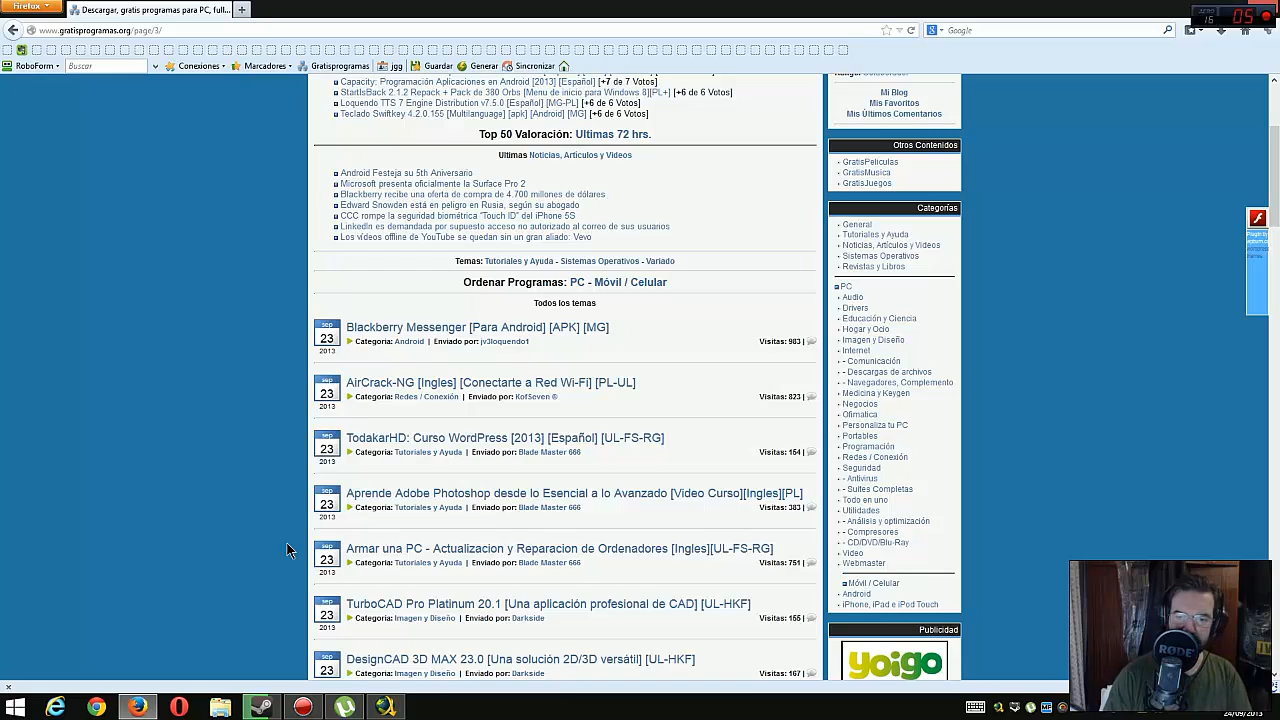 Firefox
Descargar, gratis programas para PC, full...
www.gratisprogramas.org/page/3/
Google
RoboForm
Buscar
Conexiones
Marcadores
jgg
Gratisprogramas
Guardar
Generar
Sincronizar
Capacity: Programación Aplicaciones en Android [2013] [Español] [+7 de 7 Votos]
StartIsBack 2.1.2 Repack + Pack de 380 Orbs [Menu de inicio para Windows 8][PL+] [+6 de 6 Votos]
Loquendo TTS 7 Engine Distribution v7.5.0 [Español] [MG-PL] [+6 de 6 Votos]
Teclado Swiftkey 4.2.0.155 [Multilanguage] [apk] [Android] [MG] [+6 de 6 Votos]
Top 50 Valoración: Ultimas 72 hrs.
Ultimas Noticias, Artículos y Videos
Android Festeja su 5th Aniversario
Microsoft presenta oficialmente la Surface Pro 2
Blackberry recibe una oferta de compra de 4.700 millones de dólares
Edward Snowden está en peligro en Rusia, según su abogado
CCC rompe la seguridad biométrica "Touch ID" del iPhone 5S
LinkedIn es demandada por supuesto acceso no autorizado al correo de sus usuarios
Los vídeos offline de YouTube se quedan sin un gran aliado: Vevo
Temas: Tutoriales y Ayuda - Sistemas Operativos - Variado
Ordenar Programas: PC - Móvil / Celular
Todos los temas
sep 23 2013
Blackberry Messenger [Para Android] [APK] [MG]
Categoria: Android | Enviado por: jv3loquendo1
Visitas: 983 |
sep 23 2013
AirCrack-NG [Ingles] [Conectarte a Red Wi-Fi] [PL-UL]
Categoria: Redes / Conexión | Enviado por: KofSeven ®
Visitas: 823 |
sep 23 2013
TodakarHD: Curso WordPress [2013] [Español] [UL-FS-RG]
Categoria: Tutoriales y Ayuda | Enviado por: Blade Master 666
Visitas: 154 |
sep 23 2013
Aprende Adobe Photoshop desde lo Esencial a lo Avanzado [Video Curso][Ingles][PL]
Categoria: Tutoriales y Ayuda | Enviado por: Blade Master 666
Visitas: 383 |
sep 23 2013
Armar una PC - Actualizacion y Reparacion de Ordenadores [Ingles][UL-FS-RG]
Categoria: Tutoriales y Ayuda | Enviado por: Blade Master 666
Visitas: 751 |
sep 23 2013
TurboCAD Pro Platinum 20.1 [Una aplicación profesional de CAD] [UL-HKF]
Categoria: Imagen y Diseño | Enviado por: Darkside
Visitas: 155 |
sep 23
DesignCAD 3D MAX 23.0 [Una solución 2D/3D versátil] [UL-HKF]
Categoria: Imagen y Diseño | Enviado por: Darkside
Visitas: 167 |
Mi Blog
Mis Favoritos
Mis Últimos Comentarios
Otros Contenidos
GratisPeliculas
GratisMusica
GratisJuegos
Categorías
General
Tutoriales y Ayuda
Noticias, Artículos y Videos
Sistemas Operativos
Revistas y Libros
PC
Audio
Drivers
Educación y Ciencia
Hogar y Ocio
Imagen y Diseño
Internet
- Comunicación
- Descargas de archivos
- Navegadores, Complemento
Medicina y Keygen
Negocios
Ofimatica
Personaliza tu PC
Portables
Programación
Redes / Conexión
Seguridad
- Antivirus
- Suites Completas
Todo en uno
Utilidades
- Análisis y optimización
- Compresores
- CD/DVD/Blu-Ray
Video
Webmaster
Móvil / Celular
Android
iPhone, iPad e iPod Touch
Publicidad
yoigo
RØDE
24/09/2013
AERO
16
05